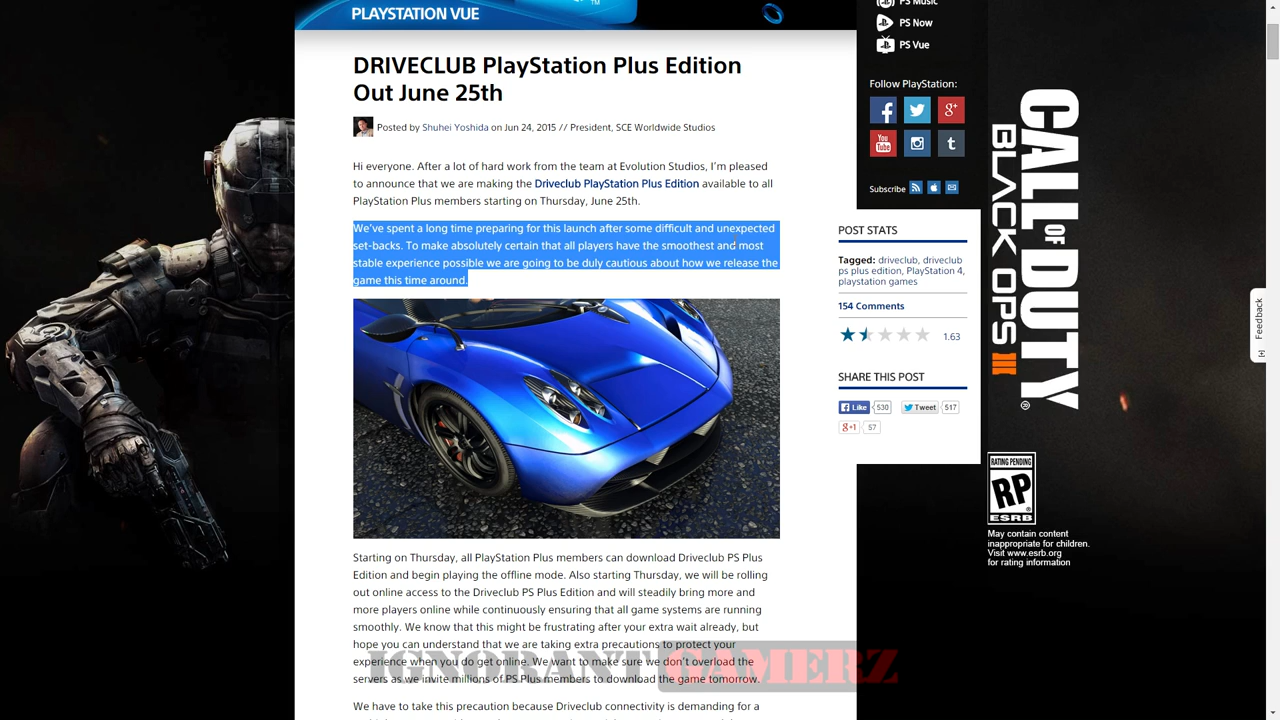 PLAYSTATION VUE
TM
DRIVECLUB PlayStation Plus Edition
Out June 25th
Posted by Shuhei Yoshida on Jun 24, 2015 // President, SCE Worldwide Studios
Hi everyone. After a lot of hard work from the team at Evolution Studios, I'm pleased
to announce that we are making the Driveclub PlayStation Plus Edition available to all
PlayStation Plus members starting on Thursday, June 25th.
We've spent a long time preparing for this launch after some difficult and unexpected
set-backs. To make absolutely certain that all players have the smoothest and most
stable experience possible we are going to be duly cautious about how we release the
game this time around.
Starting on Thursday, all PlayStation Plus members can download Driveclub PS Plus
Edition and begin playing the offline mode. Also starting Thursday, we will be rolling
out online access to the Driveclub PS Plus Edition and will steadily bring more and
more players online while continuously ensuring that all game systems are running
smoothly. We know that this might be frustrating after your extra wait already, but
hope you can understand that we are taking extra precautions to protect your
experience when you do get online. We want to make sure we don't overload the
servers as we invite millions of PS Plus members to download the game tomorrow.
We have to take this precaution because Driveclub connectivity is demanding for a
IGNORANT GAMERZ
PS Music
PS Now
PS Vue
Follow PlayStation:
f
g+
You
Tube
t
Subscribe
POST STATS
Tagged: driveclub, driveclub
ps plus edition, PlayStation 4,
playstation games
154 Comments
1.63
SHARE THIS POST
Like 530
Tweet 517
g+1 57
CALL OF DUTY
®
BLACK OPS III
RATING PENDING
RP
ESRB
May contain content
inappropriate for children.
Visit www.esrb.org
for rating information
Feedback
[+]